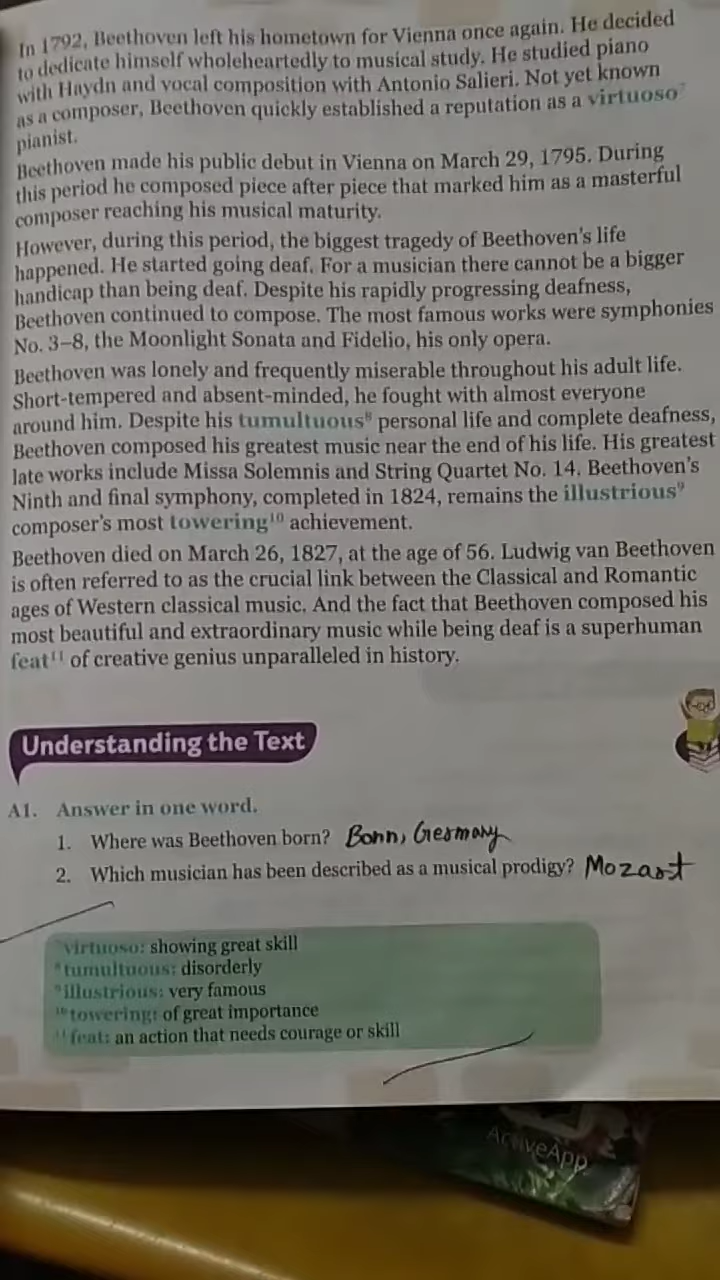 In 1792, Beethoven left his hometown for Vienna once again. He decided
to dedicate himself wholeheartedly to musical study. He studied piano
with Haydn and vocal composition with Antonio Salieri. Not yet known
as a composer, Beethoven quickly established a reputation as a virtuoso⁷
pianist.
Beethoven made his public debut in Vienna on March 29, 1795. During
this period he composed piece after piece that marked him as a masterful
composer reaching his musical maturity.
However, during this period, the biggest tragedy of Beethoven's life
happened. He started going deaf. For a musician there cannot be a bigger
handicap than being deaf. Despite his rapidly progressing deafness,
Beethoven continued to compose. The most famous works were symphonies
No. 3–8, the Moonlight Sonata and Fidelio, his only opera.
Beethoven was lonely and frequently miserable throughout his adult life.
Short-tempered and absent-minded, he fought with almost everyone
around him. Despite his tumultuous⁸ personal life and complete deafness,
Beethoven composed his greatest music near the end of his life. His greatest
late works include Missa Solemnis and String Quartet No. 14. Beethoven's
Ninth and final symphony, completed in 1824, remains the illustrious⁹
composer's most towering¹⁰ achievement.
Beethoven died on March 26, 1827, at the age of 56. Ludwig van Beethoven
is often referred to as the crucial link between the Classical and Romantic
ages of Western classical music. And the fact that Beethoven composed his
most beautiful and extraordinary music while being deaf is a superhuman
feat¹¹ of creative genius unparalleled in history.
Understanding the Text
A1. Answer in one word.
1. Where was Beethoven born? Bonn, Germany
2. Which musician has been described as a musical prodigy? Mozart
⁷virtuoso: showing great skill
⁸tumultuous: disorderly
⁹illustrious: very famous
¹⁰towering: of great importance
¹¹feat: an action that needs courage or skill
ActiveApp